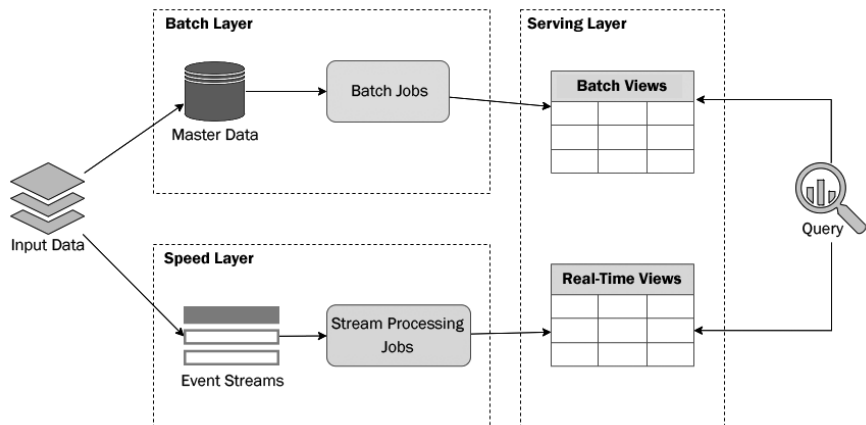 Batch Layer
Master Data
Batch Jobs
Serving Layer
Batch Views
Input Data
Query
Speed Layer
Event Streams
Stream Processing
Jobs
Real-Time Views